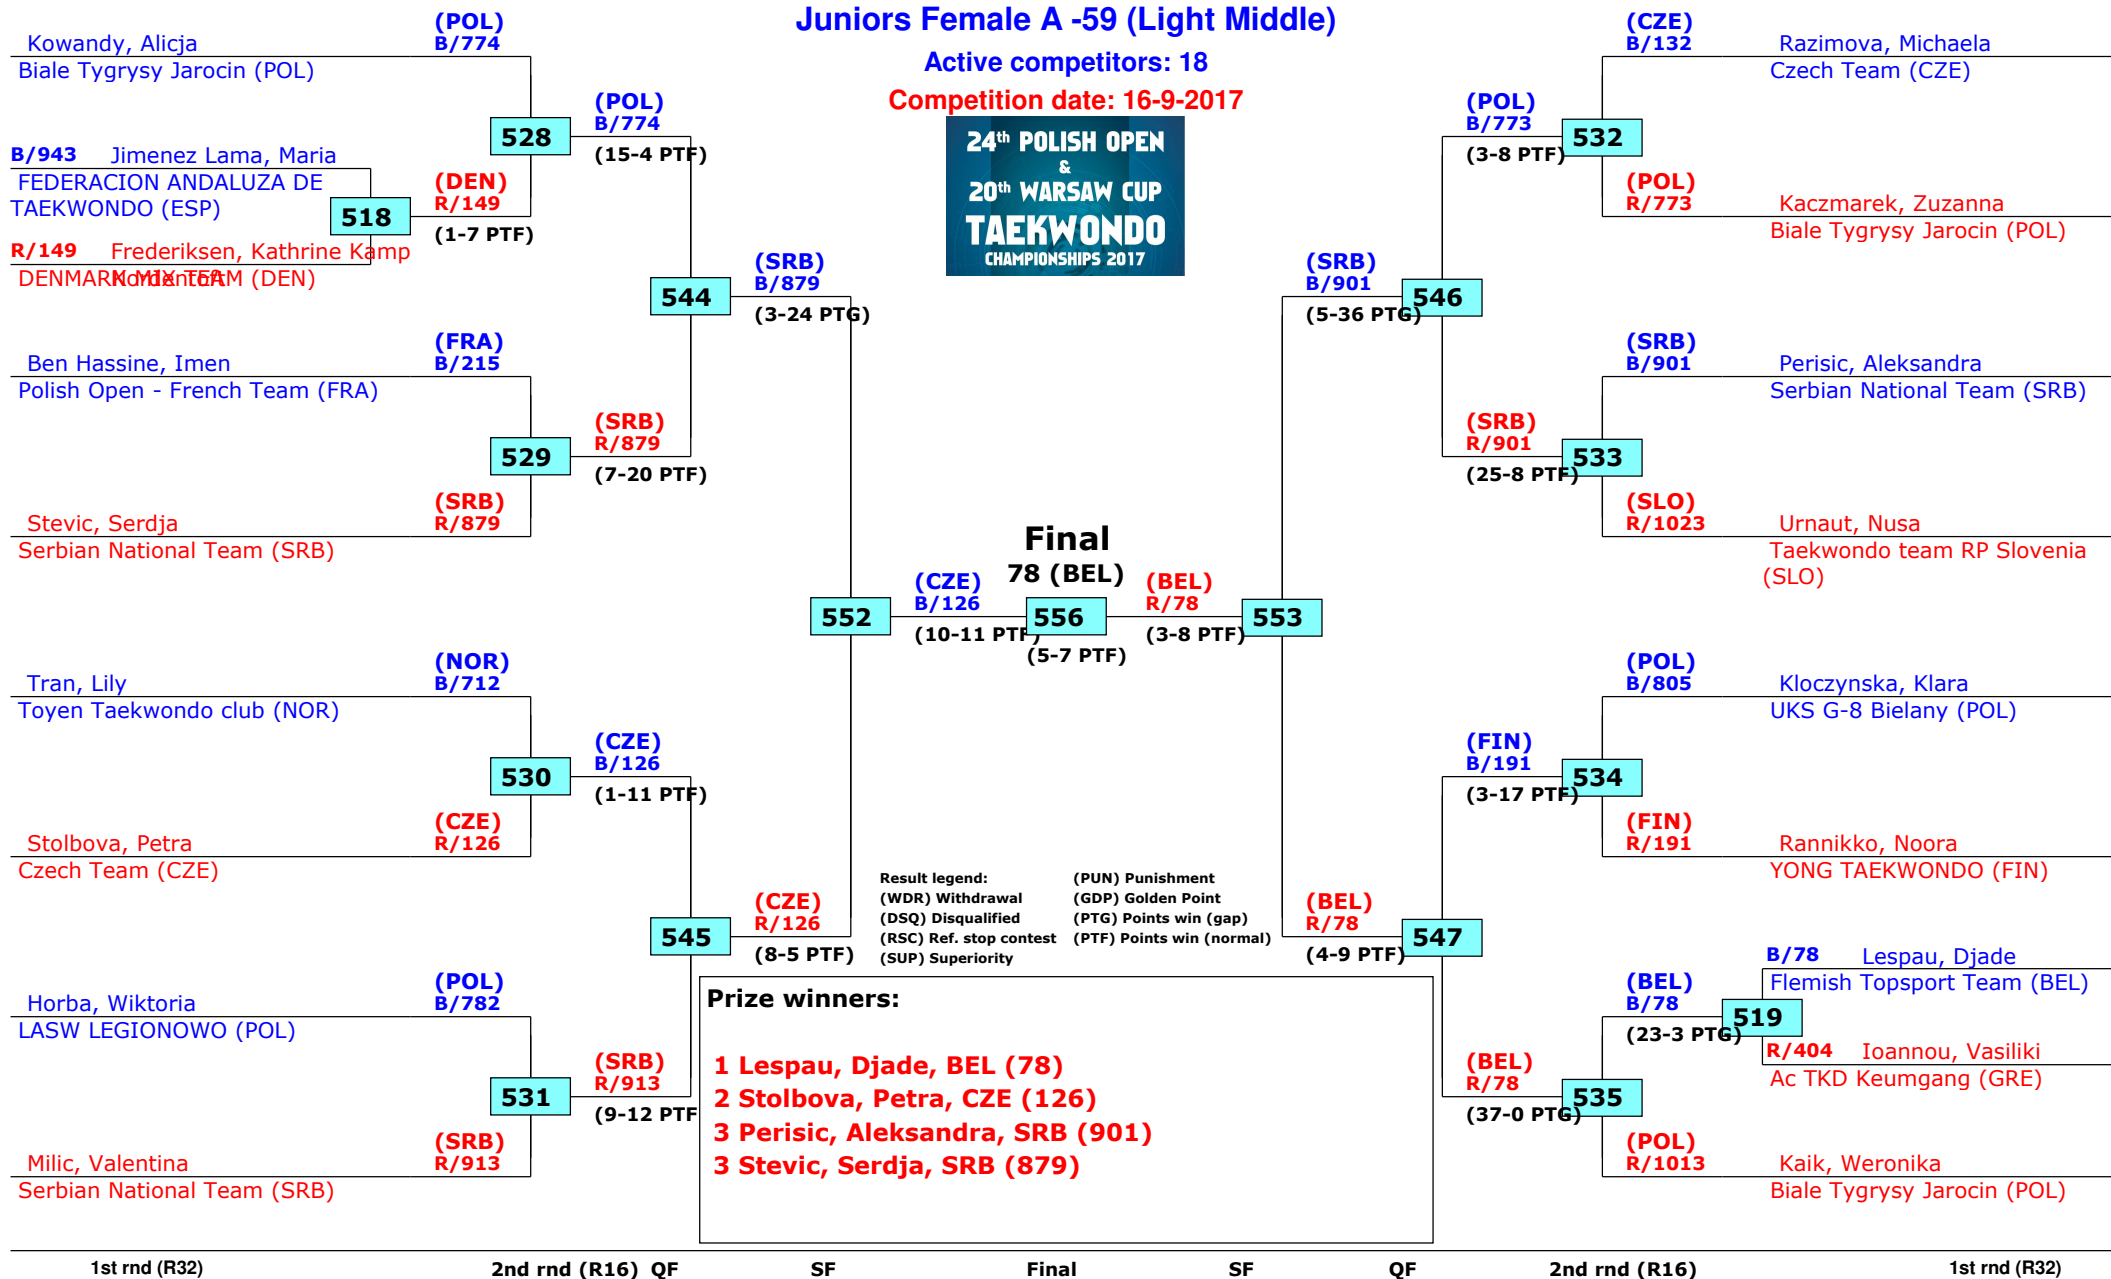 Juniors Female A -59 (Light Middle)
Active competitors: 18
Competition date: 16-9-2017
24th POLISH OPEN
&
20th WARSAW CUP
TAEKWONDO
CHAMPIONSHIPS 2017
Kowandy, Alicja
Biale Tygrysy Jarocin (POL)
(POL)
B/774
B/943 Jimenez Lama, Maria
FEDERACION ANDALUZA DE
TAEKWONDO (ESP)
518
R/149 Frederiksen, Kathrine Kamp
Nordentoft
DENMARK MIX TEAM (DEN)
(DEN)
R/149
(1-7 PTF)
528
(POL)
B/774
(15-4 PTF)
Ben Hassine, Imen
Polish Open - French Team (FRA)
(FRA)
B/215
529
Stevic, Serdja
Serbian National Team (SRB)
(SRB)
R/879
(SRB)
R/879
(7-20 PTF)
544
(SRB)
B/879
(3-24 PTG)
Tran, Lily
Toyen Taekwondo club (NOR)
(NOR)
B/712
530
Stolbova, Petra
Czech Team (CZE)
(CZE)
R/126
(CZE)
B/126
(1-11 PTF)
Horba, Wiktoria
LASW LEGIONOWO (POL)
(POL)
B/782
531
Milic, Valentina
Serbian National Team (SRB)
(SRB)
R/913
(SRB)
R/913
(9-12 PTF
545
(CZE)
R/126
(8-5 PTF)
552
(CZE)
B/126
(10-11 PTF)
Final
78 (BEL)
556
(5-7 PTF)
(BEL)
R/78
(3-8 PTF)
553
(CZE)
B/132
Razimova, Michaela
Czech Team (CZE)
(POL)
B/773
(3-8 PTF)
532
(POL)
R/773
Kaczmarek, Zuzanna
Biale Tygrysy Jarocin (POL)
(SRB)
B/901
(5-36 PTG)
546
(SRB)
B/901
Perisic, Aleksandra
Serbian National Team (SRB)
(SRB)
R/901
(25-8 PTF)
533
(SLO)
R/1023
Urnaut, Nusa
Taekwondo team RP Slovenia
(SLO)
(POL)
B/805
Kloczynska, Klara
UKS G-8 Bielany (POL)
(FIN)
B/191
(3-17 PTF)
534
(FIN)
R/191
Rannikko, Noora
YONG TAEKWONDO (FIN)
(BEL)
R/78
(4-9 PTF)
547
B/78 Lespau, Djade
Flemish Topsport Team (BEL)
(BEL)
B/78
(23-3 PTG)
519
R/404 Ioannou, Vasiliki
Ac TKD Keumgang (GRE)
(BEL)
R/78
(37-0 PTG)
535
(POL)
R/1013
Kaik, Weronika
Biale Tygrysy Jarocin (POL)
Result legend:
(WDR) Withdrawal
(DSQ) Disqualified
(RSC) Ref. stop contest
(SUP) Superiority
(PUN) Punishment
(GDP) Golden Point
(PTG) Points win (gap)
(PTF) Points win (normal)
Prize winners:
1 Lespau, Djade, BEL (78)
2 Stolbova, Petra, CZE (126)
3 Perisic, Aleksandra, SRB (901)
3 Stevic, Serdja, SRB (879)
1st rnd (R32) 2nd rnd (R16) QF SF Final SF QF 2nd rnd (R16) 1st rnd (R32)